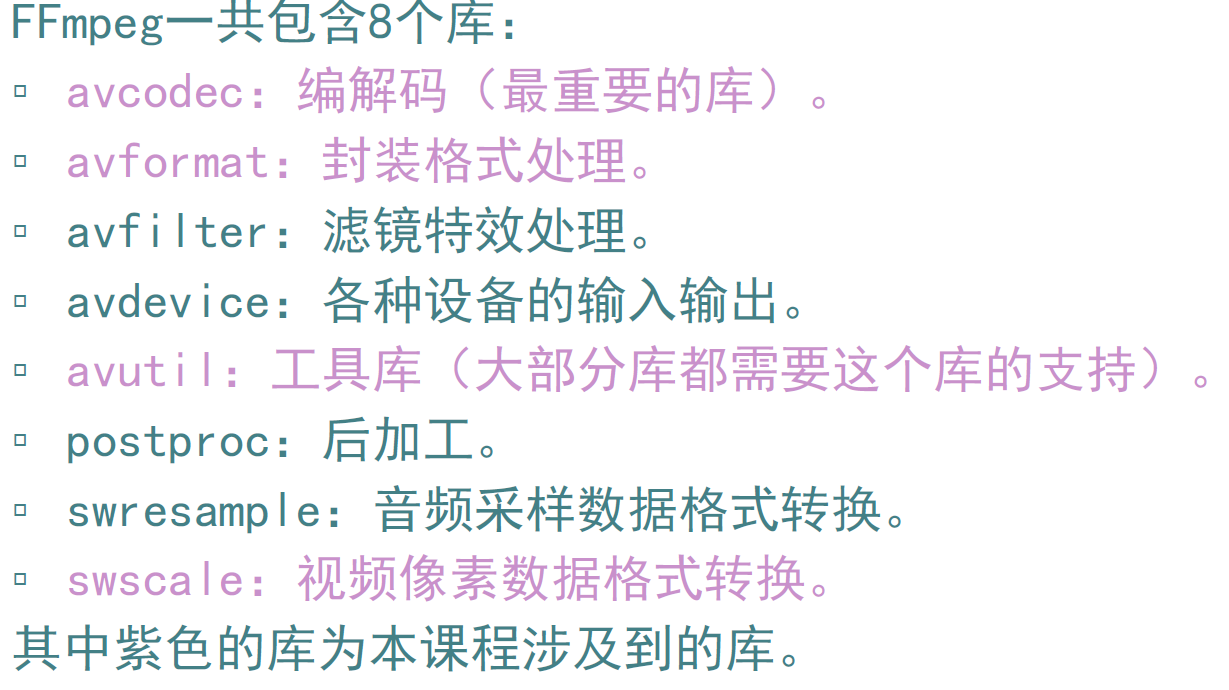 FFmpeg一共包含8个库：
▫ avcodec：编解码（最重要的库）。
▫ avformat：封装格式处理。
▫ avfilter：滤镜特效处理。
▫ avdevice：各种设备的输入输出。
▫ avutil：工具库（大部分库都需要这个库的支持）。
▫ postproc：后加工。
▫ swresample：音频采样数据格式转换。
▫ swscale：视频像素数据格式转换。
其中紫色的库为本课程涉及到的库。